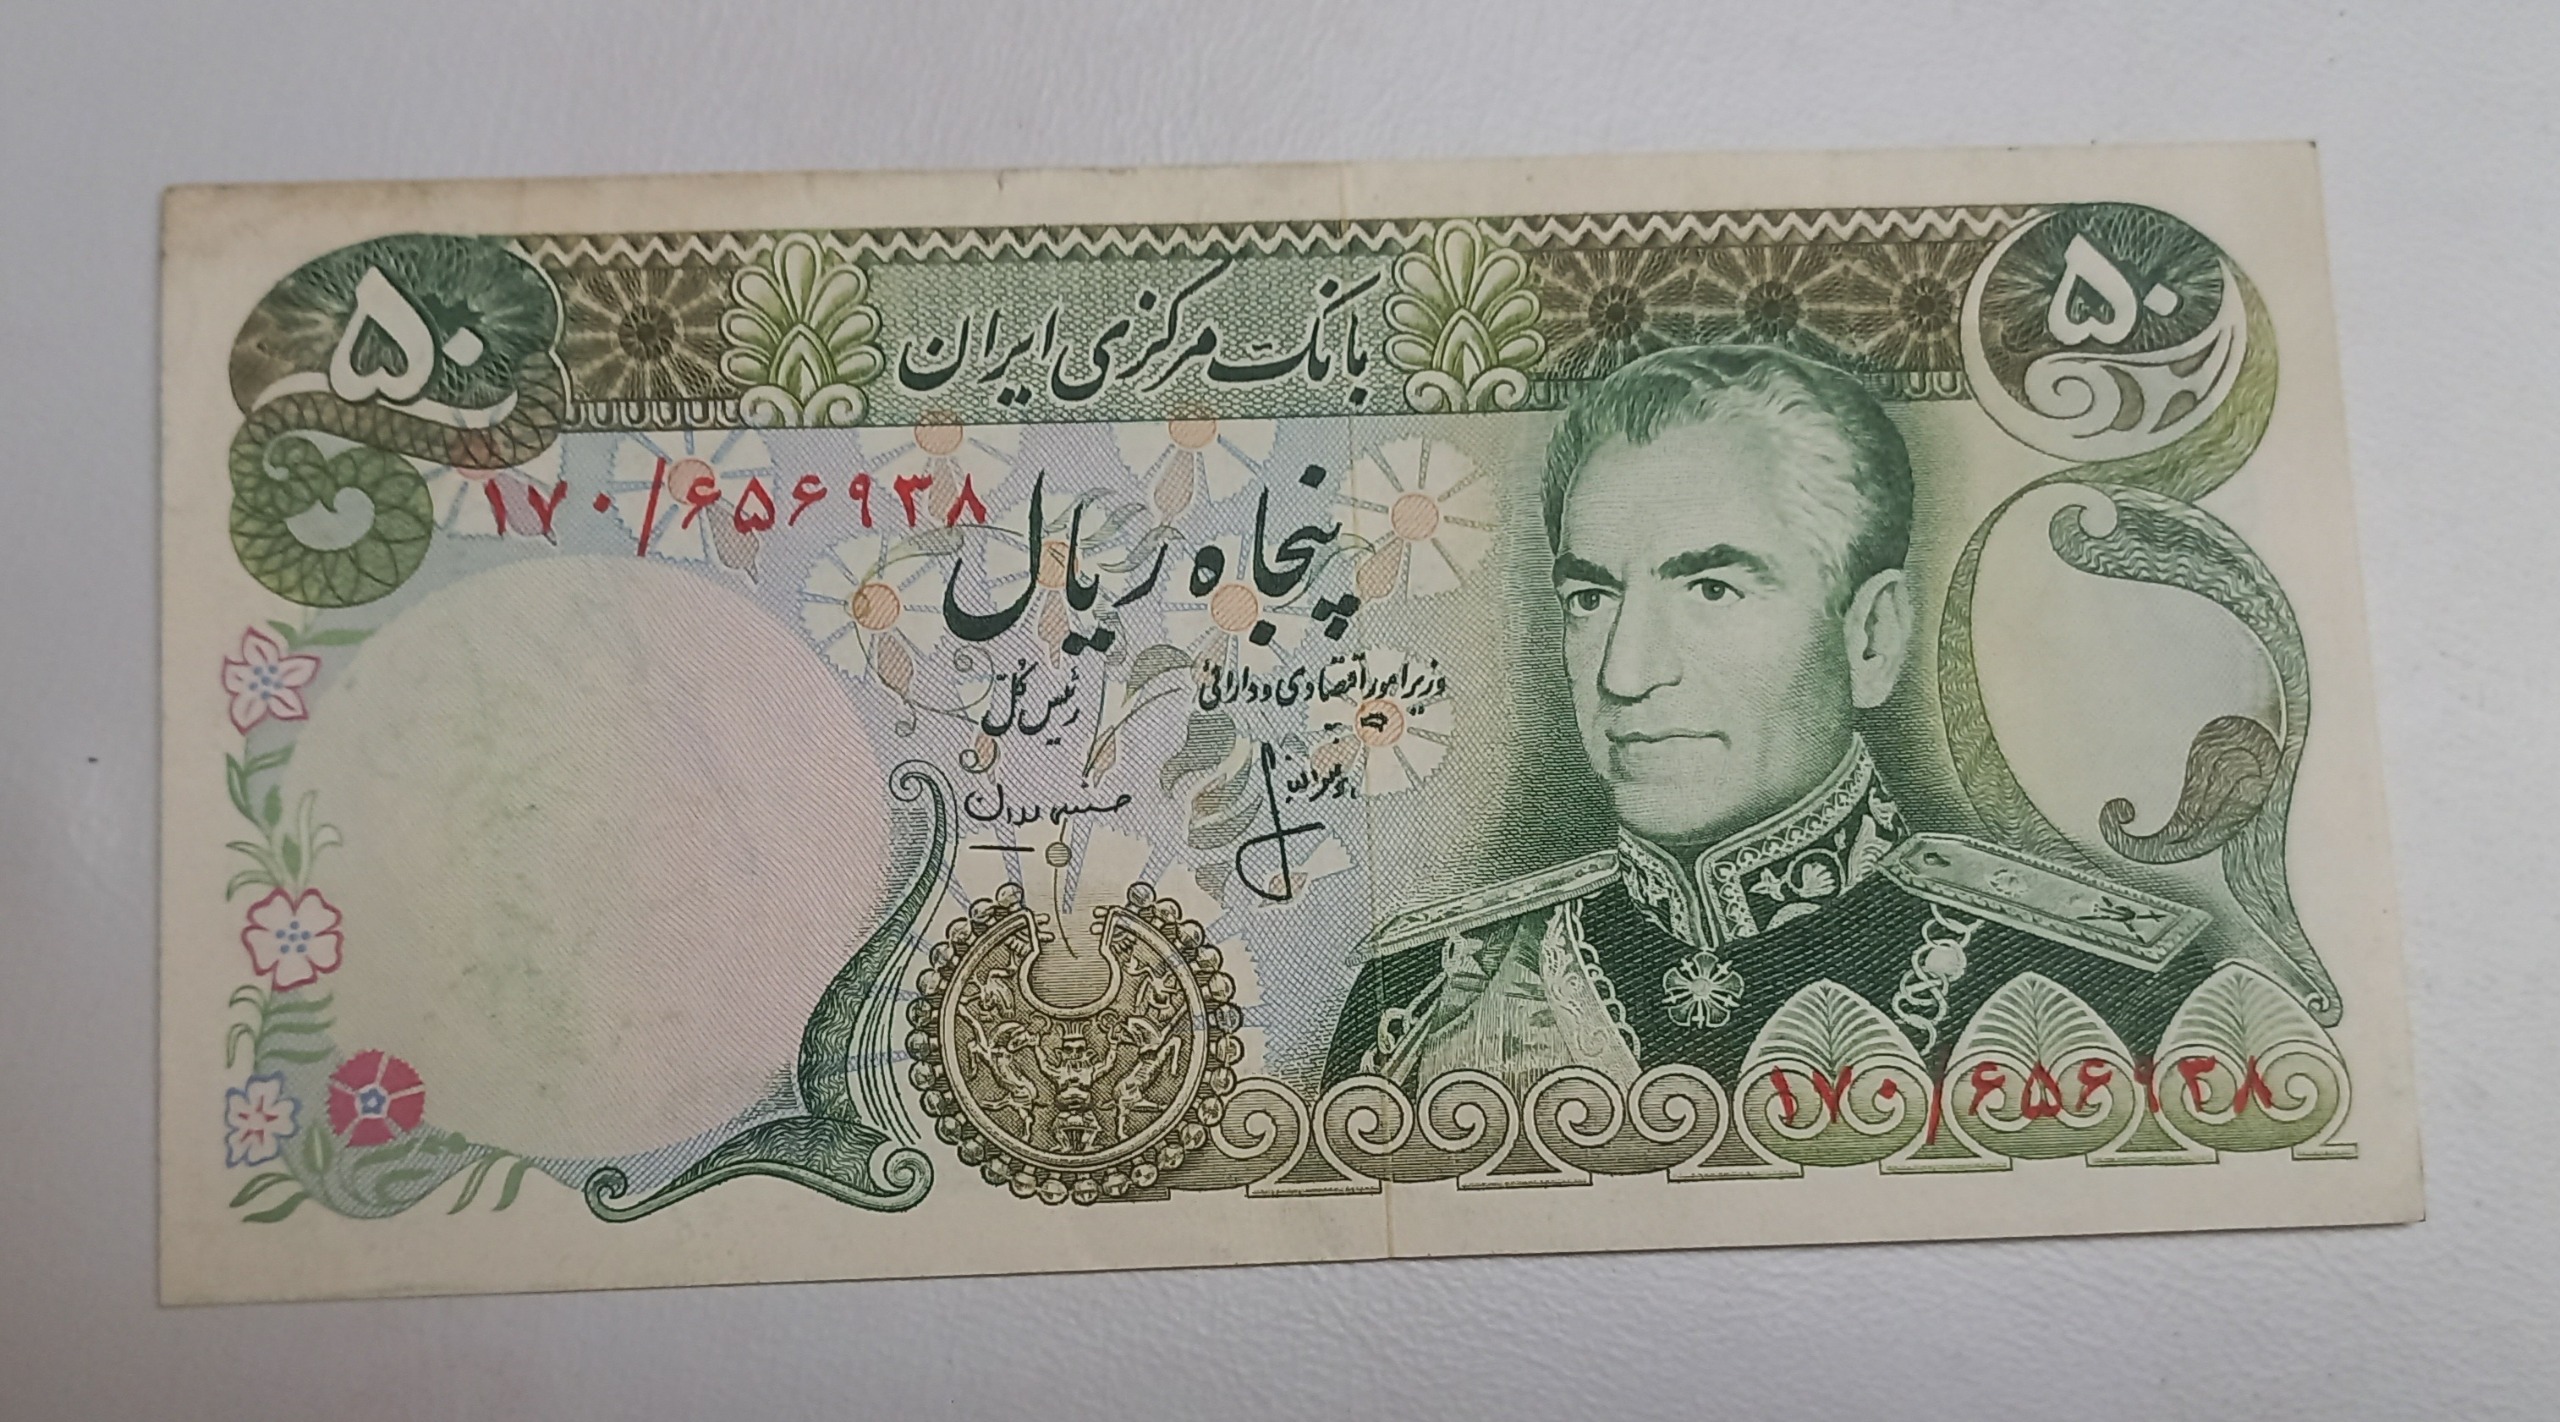 ۵۰
بانک مرکزی ایران
۵۰
۱۷۰/۶۵۶۹۳۸
پنجاه ریال
وزیر امور اقتصادی و دارائی
رئیس کل
۱۷۰/۶۵۶۹۳۸